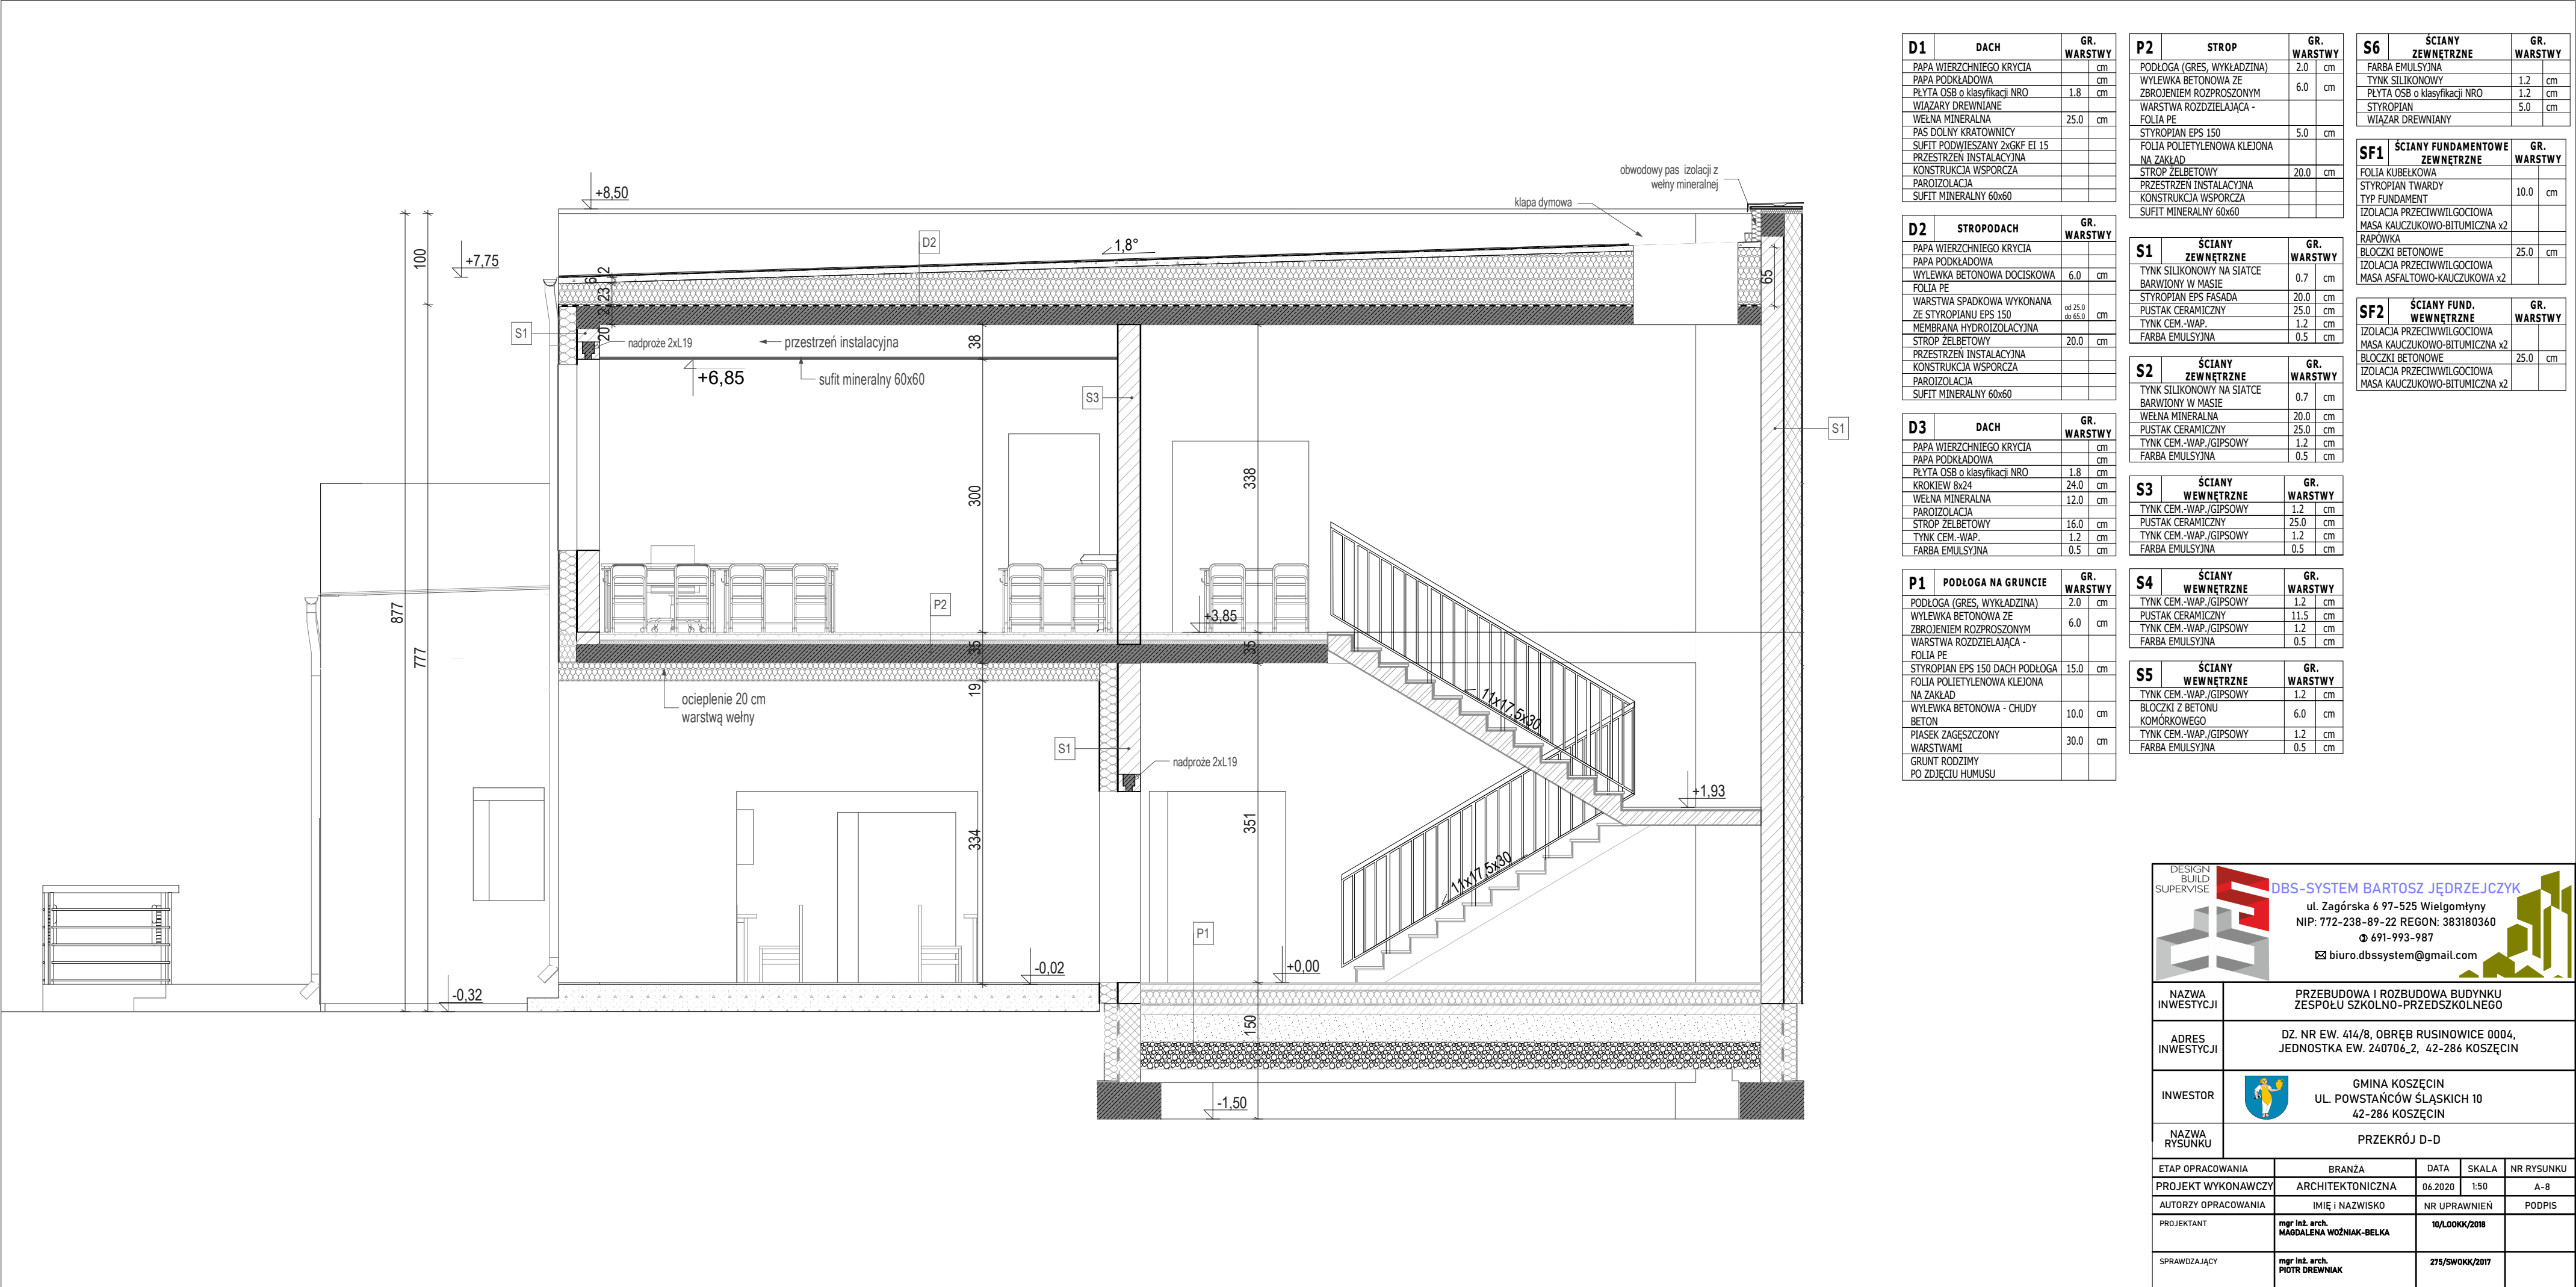 +8,50
+7,75
100
877
777
D2
1,8°
klapa dymowa
obwodowy pas izolacji z
wełny mineralnej
65
6
2
23
20
S1
nadproże 2xL19
przestrzeń instalacyjna
38
+6,85
sufit mineralny 60x60
S3
S1
300
338
P2
+3,85
35
35
19
ocieplenie 20 cm
warstwą wełny
S1
nadproże 2xL19
11x17,5x30
+1,93
334
351
11x17,5x30
P1
-0,02
+0,00
-0,32
150
-1,50
D1 DACH GR. WARSTWY
PAPA WIERZCHNIEGO KRYCIA cm
PAPA PODKŁADOWA cm
PŁYTA OSB o klasyfikacji NRO 1.8 cm
WIĄZARY DREWNIANE
WEŁNA MINERALNA 25.0 cm
PAS DOLNY KRATOWNICY
SUFIT PODWIESZANY 2xGKF EI 15
PRZESTRZEŃ INSTALACYJNA
KONSTRUKCJA WSPORCZA
PAROIZOLACJA
SUFIT MINERALNY 60x60
D2 STROPODACH GR. WARSTWY
PAPA WIERZCHNIEGO KRYCIA
PAPA PODKŁADOWA
WYLEWKA BETONOWA DOCISKOWA 6.0 cm
FOLIA PE
WARSTWA SPADKOWA WYKONANA
ZE STYROPIANU EPS 150 od 25.0 do 65.0 cm
MEMBRANA HYDROIZOLACYJNA
STROP ŻELBETOWY 20.0 cm
PRZESTRZEŃ INSTALACYJNA
KONSTRUKCJA WSPORCZA
PAROIZOLACJA
SUFIT MINERALNY 60x60
D3 DACH GR. WARSTWY
PAPA WIERZCHNIEGO KRYCIA cm
PAPA PODKŁADOWA cm
PŁYTA OSB o klasyfikacji NRO 1.8 cm
KROKIEW 8x24 24.0 cm
WEŁNA MINERALNA 12.0 cm
PAROIZOLACJA
STROP ŻELBETOWY 16.0 cm
TYNK CEM.-WAP. 1.2 cm
FARBA EMULSYJNA 0.5 cm
P1 PODŁOGA NA GRUNCIE GR. WARSTWY
PODŁOGA (GRES, WYKŁADZINA) 2.0 cm
WYLEWKA BETONOWA ZE
ZBROJENIEM ROZPROSZONYM 6.0 cm
WARSTWA ROZDZIELAJĄCA -
FOLIA PE
STYROPIAN EPS 150 DACH PODŁOGA 15.0 cm
FOLIA POLIETYLENOWA KLEJONA
NA ZAKŁAD
WYLEWKA BETONOWA - CHUDY
BETON 10.0 cm
PIASEK ZAGĘSZCZONY
WARSTWAMI 30.0 cm
GRUNT RODZIMY
PO ZDJĘCIU HUMUSU
P2 STROP GR. WARSTWY
PODŁOGA (GRES, WYKŁADZINA) 2.0 cm
WYLEWKA BETONOWA ZE
ZBROJENIEM ROZPROSZONYM 6.0 cm
WARSTWA ROZDZIELAJĄCA -
FOLIA PE
STYROPIAN EPS 150 5.0 cm
FOLIA POLIETYLENOWA KLEJONA
NA ZAKŁAD
STROP ŻELBETOWY 20.0 cm
PRZESTRZEŃ INSTALACYJNA
KONSTRUKCJA WSPORCZA
SUFIT MINERALNY 60x60
S1 ŚCIANY ZEWNĘTRZNE GR. WARSTWY
TYNK SILIKONOWY NA SIATCE
BARWIONY W MASIE 0.7 cm
STYROPIAN EPS FASADA 20.0 cm
PUSTAK CERAMICZNY 25.0 cm
TYNK CEM.-WAP. 1.2 cm
FARBA EMULSYJNA 0.5 cm
S2 ŚCIANY ZEWNĘTRZNE GR. WARSTWY
TYNK SILIKONOWY NA SIATCE
BARWIONY W MASIE 0.7 cm
WEŁNA MINERALNA 20.0 cm
PUSTAK CERAMICZNY 25.0 cm
TYNK CEM.-WAP./GIPSOWY 1.2 cm
FARBA EMULSYJNA 0.5 cm
S3 ŚCIANY WEWNĘTRZNE GR. WARSTWY
TYNK CEM.-WAP./GIPSOWY 1.2 cm
PUSTAK CERAMICZNY 25.0 cm
TYNK CEM.-WAP./GIPSOWY 1.2 cm
FARBA EMULSYJNA 0.5 cm
S4 ŚCIANY WEWNĘTRZNE GR. WARSTWY
TYNK CEM.-WAP./GIPSOWY 1.2 cm
PUSTAK CERAMICZNY 11.5 cm
TYNK CEM.-WAP./GIPSOWY 1.2 cm
FARBA EMULSYJNA 0.5 cm
S5 ŚCIANY WEWNĘTRZNE GR. WARSTWY
TYNK CEM.-WAP./GIPSOWY 1.2 cm
BLOCZKI Z BETONU
KOMÓRKOWEGO 6.0 cm
TYNK CEM.-WAP./GIPSOWY 1.2 cm
FARBA EMULSYJNA 0.5 cm
S6 ŚCIANY ZEWNĘTRZNE GR. WARSTWY
FARBA EMULSYJNA
TYNK SILIKONOWY 1.2 cm
PŁYTA OSB o klasyfikacji NRO 1.2 cm
STYROPIAN 5.0 cm
WIĄZAR DREWNIANY
SF1 ŚCIANY FUNDAMENTOWE ZEWNĘTRZNE GR. WARSTWY
FOLIA KUBEŁKOWA
STYROPIAN TWARDY
TYP FUNDAMENT 10.0 cm
IZOLACJA PRZECIWWILGOCIOWA
MASA KAUCZUKOWO-BITUMICZNA x2
RAPÓWKA
BLOCZKI BETONOWE 25.0 cm
IZOLACJA PRZECIWWILGOCIOWA
MASA ASFALTOWO-KAUCZUKOWA x2
SF2 ŚCIANY FUND. WEWNĘTRZNE GR. WARSTWY
IZOLACJA PRZECIWWILGOCIOWA
MASA KAUCZUKOWO-BITUMICZNA x2
BLOCZKI BETONOWE 25.0 cm
IZOLACJA PRZECIWWILGOCIOWA
MASA KAUCZUKOWO-BITUMICZNA x2
DESIGN
BUILD
SUPERVISE
DBS-SYSTEM BARTOSZ JĘDRZEJCZYK
ul. Zagórska 6 97-525 Wielgomłyny
NIP: 772-238-89-22 REGON: 383180360
691-993-987
biuro.dbssystem@gmail.com
NAZWA INWESTYCJI
PRZEBUDOWA I ROZBUDOWA BUDYNKU
ZESPOŁU SZKOLNO-PRZEDSZKOLNEGO
ADRES INWESTYCJI
DZ. NR EW. 414/8, OBRĘB RUSINOWICE 0004,
JEDNOSTKA EW. 240706_2, 42-286 KOSZĘCIN
INWESTOR
GMINA KOSZĘCIN
UL. POWSTAŃCÓW ŚLĄSKICH 10
42-286 KOSZĘCIN
NAZWA RYSUNKU
PRZEKRÓJ D-D
ETAP OPRACOWANIA BRANŻA DATA SKALA NR RYSUNKU
PROJEKT WYKONAWCZY ARCHITEKTONICZNA 06.2020 1:50 A-8
AUTORZY OPRACOWANIA IMIĘ i NAZWISKO NR UPRAWNIEŃ PODPIS
PROJEKTANT mgr inż. arch. MAGDALENA WOŹNIAK-BELKA 10/LOOKK/2018
SPRAWDZAJĄCY mgr inż. arch. PIOTR DREWNIAK 275/SWOKK/2017